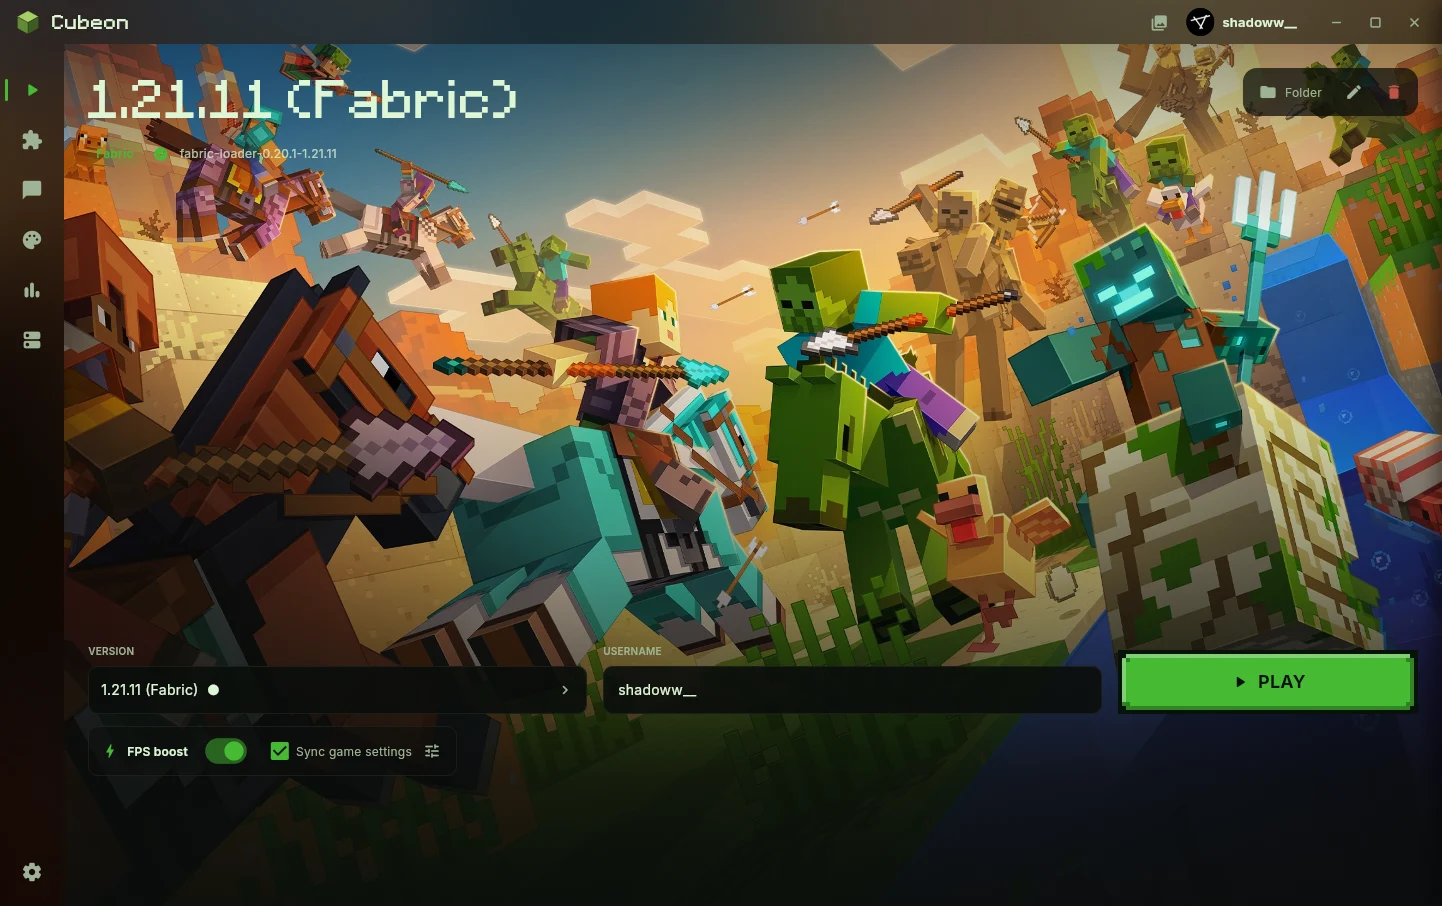 Cubeon
shadoww__
1.21.11 (Fabric)
Folder
Fabric
fabric-loader-0.20.1-1.21.11
VERSION
USERNAME
1.21.11 (Fabric)
shadoww__
PLAY
FPS boost
Sync game settings